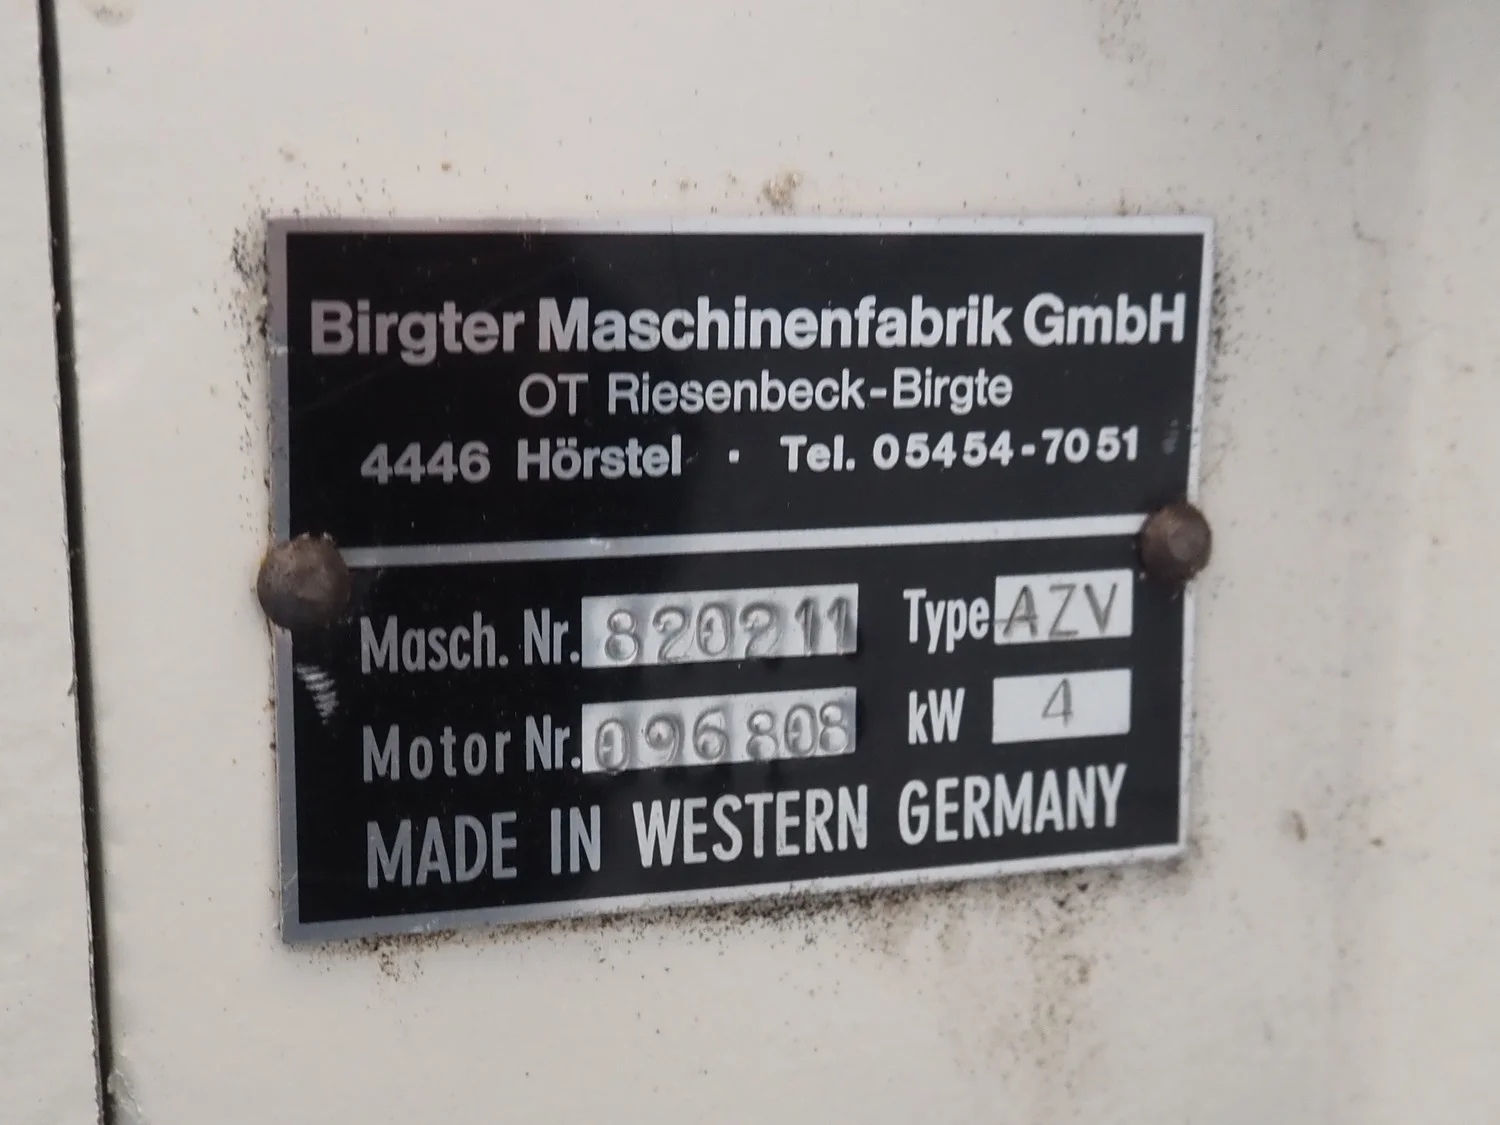 Birgter Maschinenfabrik GmbH
OT Riesenbeck-Birgte
4446 Hörstel · Tel. 05454-7051
Masch. Nr. 820211 Type AZV
Motor Nr. 096808 kW 4
MADE IN WESTERN GERMANY